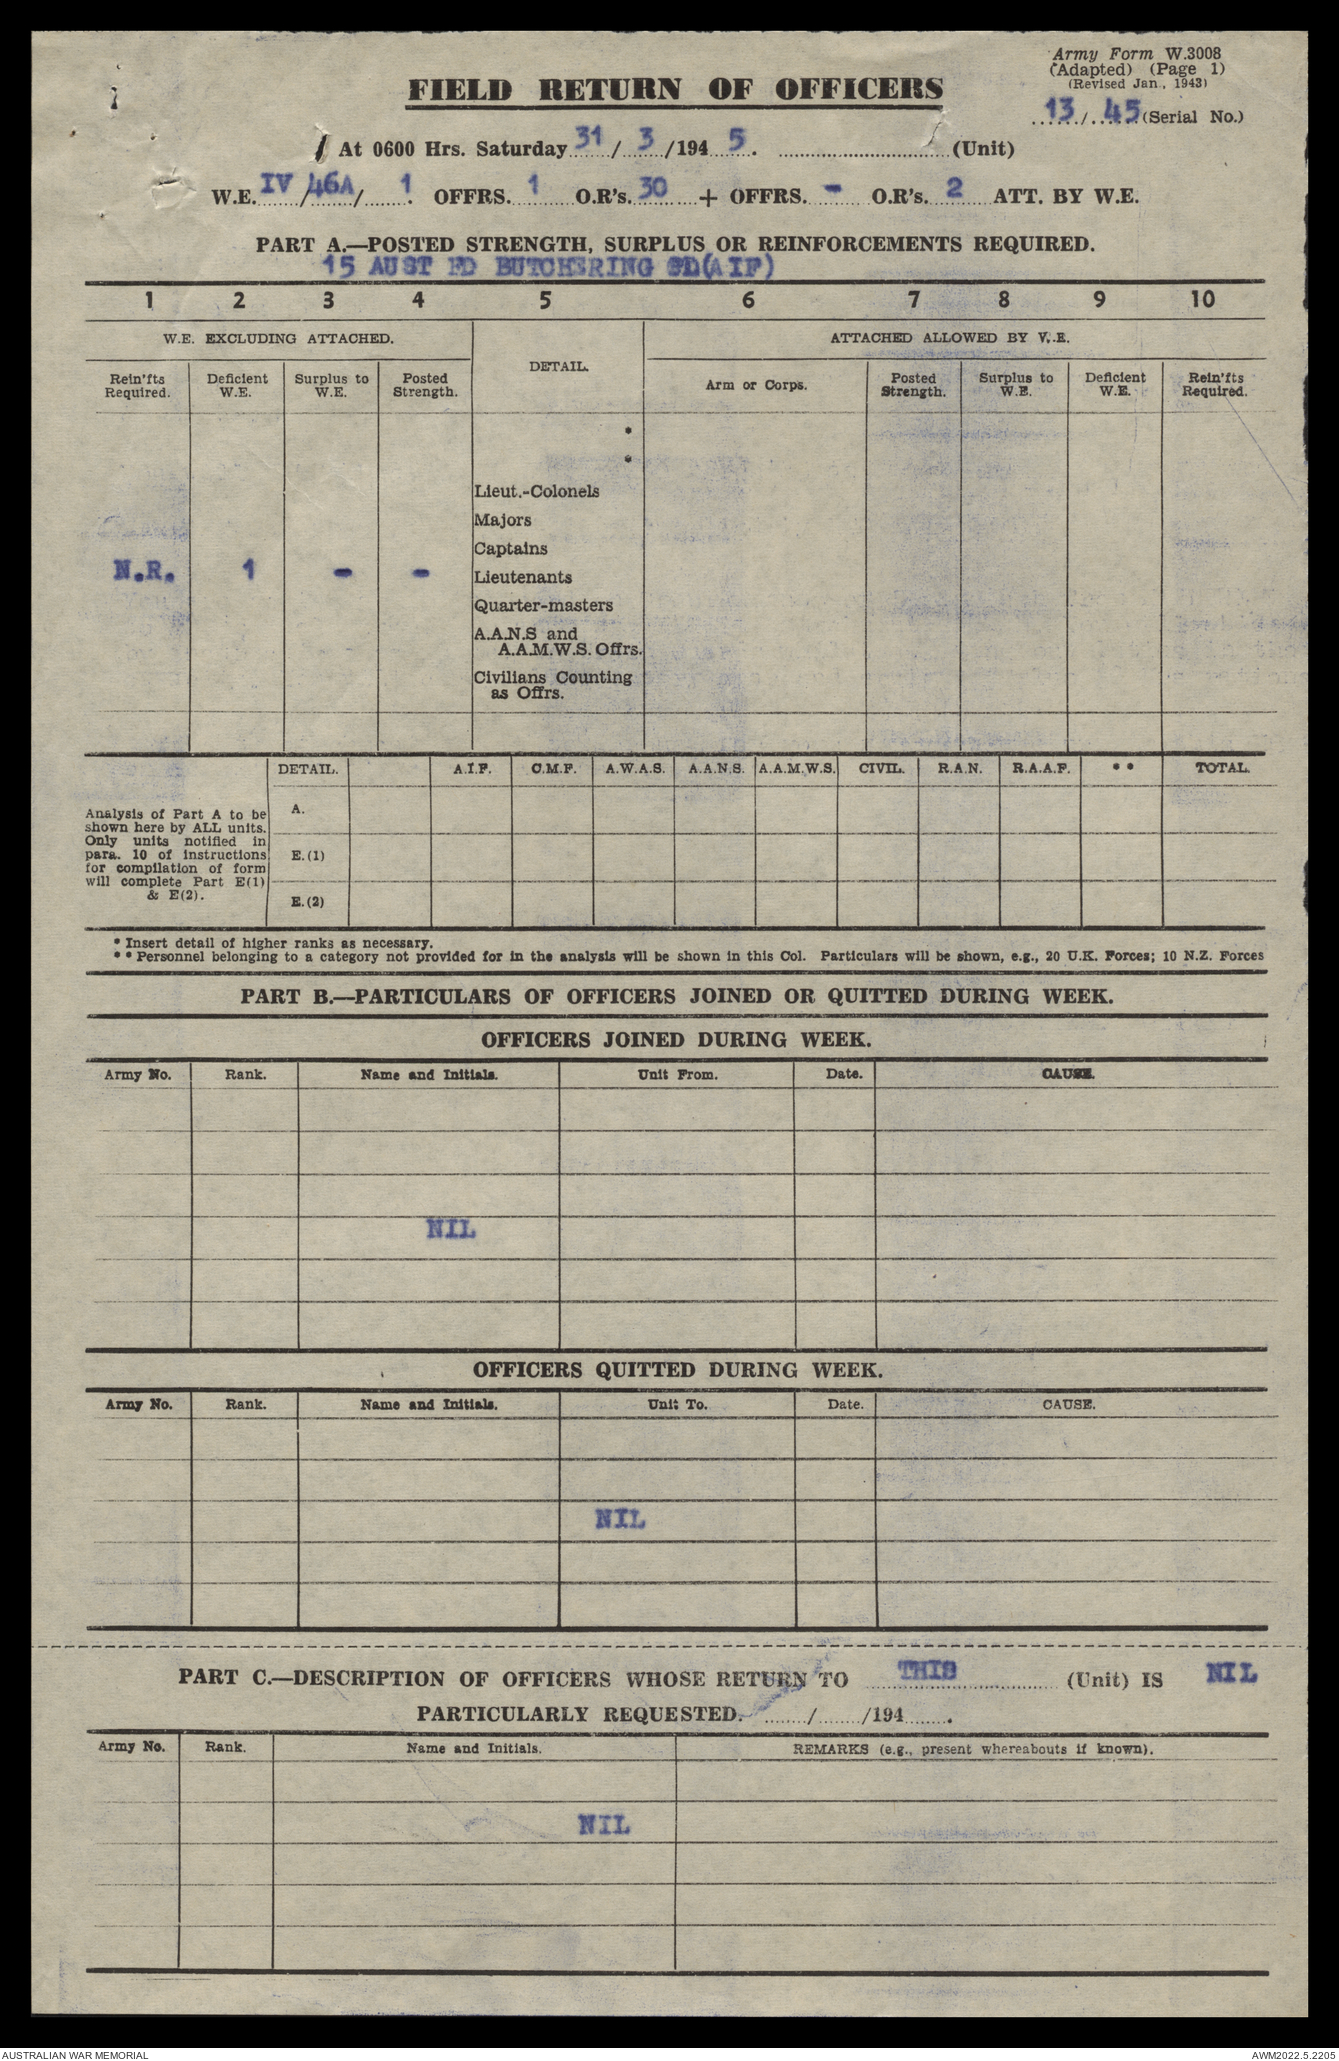 Army Form W.3008
(Adapted) (Page 1)
(Revised Jan., 1943)
FIELD RETURN OF OFFICERS
13/45 (Serial No.)
At 0600 Hrs. Saturday 31/3/1945. (Unit)
W.E. IV/46A/1. OFFRS. 1 O.R's. 30 + OFFRS. - O.R's. 2 ATT. BY W.E.
PART A.—POSTED STRENGTH, SURPLUS OR REINFORCEMENTS REQUIRED.
15 AUST FD BUTCHERING PL(AIF)
1 2 3 4 5 6 7 8 9 10
W.E. EXCLUDING ATTACHED. DETAIL. ATTACHED ALLOWED BY W.E.
Rein'fts Required. Deficient W.E. Surplus to W.E. Posted Strength. Arm or Corps. Posted Strength. Surplus to W.E. Deficient W.E. Rein'fts Required.
*
*
Lieut.-Colonels
Majors
Captains
N.R. 1 - - Lieutenants
Quarter-masters
A.A.N.S and
A.A.M.W.S. Offrs.
Civilians Counting
as Offrs.
DETAIL. A.I.F. C.M.F. A.W.A.S. A.A.N.S. A.A.M.W.S. CIVIL. R.A.N. R.A.A.F. ** TOTAL.
Analysis of Part A to be
shown here by ALL units.
Only units notified in
para. 10 of instructions
for compilation of form
will complete Part E(1)
& E(2).
A.
E.(1)
E.(2)
* Insert detail of higher ranks as necessary.
** Personnel belonging to a category not provided for in the analysis will be shown in this Col. Particulars will be shown, e.g., 20 U.K. Forces; 10 N.Z. Forces
PART B.—PARTICULARS OF OFFICERS JOINED OR QUITTED DURING WEEK.
OFFICERS JOINED DURING WEEK.
Army No. Rank. Name and Initials. Unit From. Date. CAUSE.
NIL
OFFICERS QUITTED DURING WEEK.
Army No. Rank. Name and Initials. Unit To. Date. CAUSE.
NIL
PART C.—DESCRIPTION OF OFFICERS WHOSE RETURN TO THIS (Unit) IS NIL
PARTICULARLY REQUESTED. ......../......../194........
Army No. Rank. Name and Initials. REMARKS (e.g., present whereabouts if known).
NIL
AUSTRALIAN WAR MEMORIAL
AWM2022.5.2205